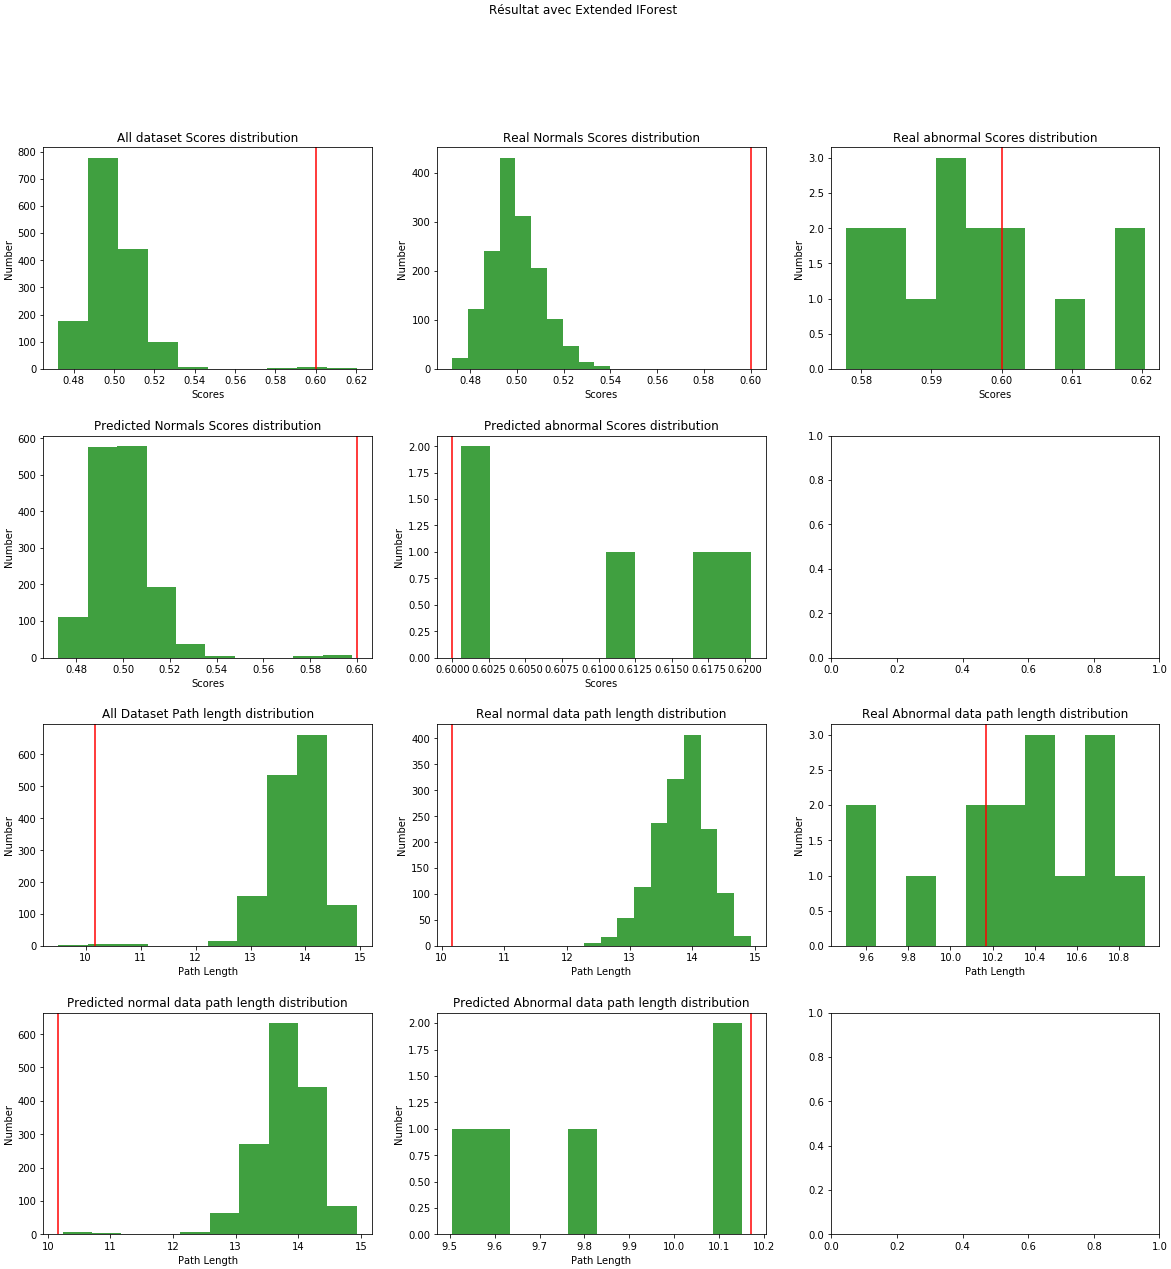 Résultat avec Extended IForest
All dataset Scores distribution
Number
800
700
600
500
400
300
200
100
0
0.48 0.50 0.52 0.54 0.56 0.58 0.60 0.62
Scores
Real Normals Scores distribution
Number
400
300
200
100
0
0.48 0.50 0.52 0.54 0.56 0.58 0.60
Scores
Real abnormal Scores distribution
Number
3.0
2.5
2.0
1.5
1.0
0.5
0.0
0.58 0.59 0.60 0.61 0.62
Scores
Predicted Normals Scores distribution
Number
600
500
400
300
200
100
0
0.48 0.50 0.52 0.54 0.56 0.58 0.60
Scores
Predicted abnormal Scores distribution
Number
2.00
1.75
1.50
1.25
1.00
0.75
0.50
0.25
0.00
0.6000 0.6025 0.6050 0.6075 0.6100 0.6125 0.6150 0.6175 0.6200
Scores
1.0
0.8
0.6
0.4
0.2
0.0
0.0 0.2 0.4 0.6 0.8 1.0
All Dataset Path length distribution
Number
600
500
400
300
200
100
0
10 11 12 13 14 15
Path Length
Real normal data path length distribution
Number
400
350
300
250
200
150
100
50
0
10 11 12 13 14 15
Path Length
Real Abnormal data path length distribution
Number
3.0
2.5
2.0
1.5
1.0
0.5
0.0
9.6 9.8 10.0 10.2 10.4 10.6 10.8
Path Length
Predicted normal data path length distribution
Number
600
500
400
300
200
100
0
10 11 12 13 14 15
Path Length
Predicted Abnormal data path length distribution
Number
2.00
1.75
1.50
1.25
1.00
0.75
0.50
0.25
0.00
9.5 9.6 9.7 9.8 9.9 10.0 10.1 10.2
Path Length
1.0
0.8
0.6
0.4
0.2
0.0
0.0 0.2 0.4 0.6 0.8 1.0